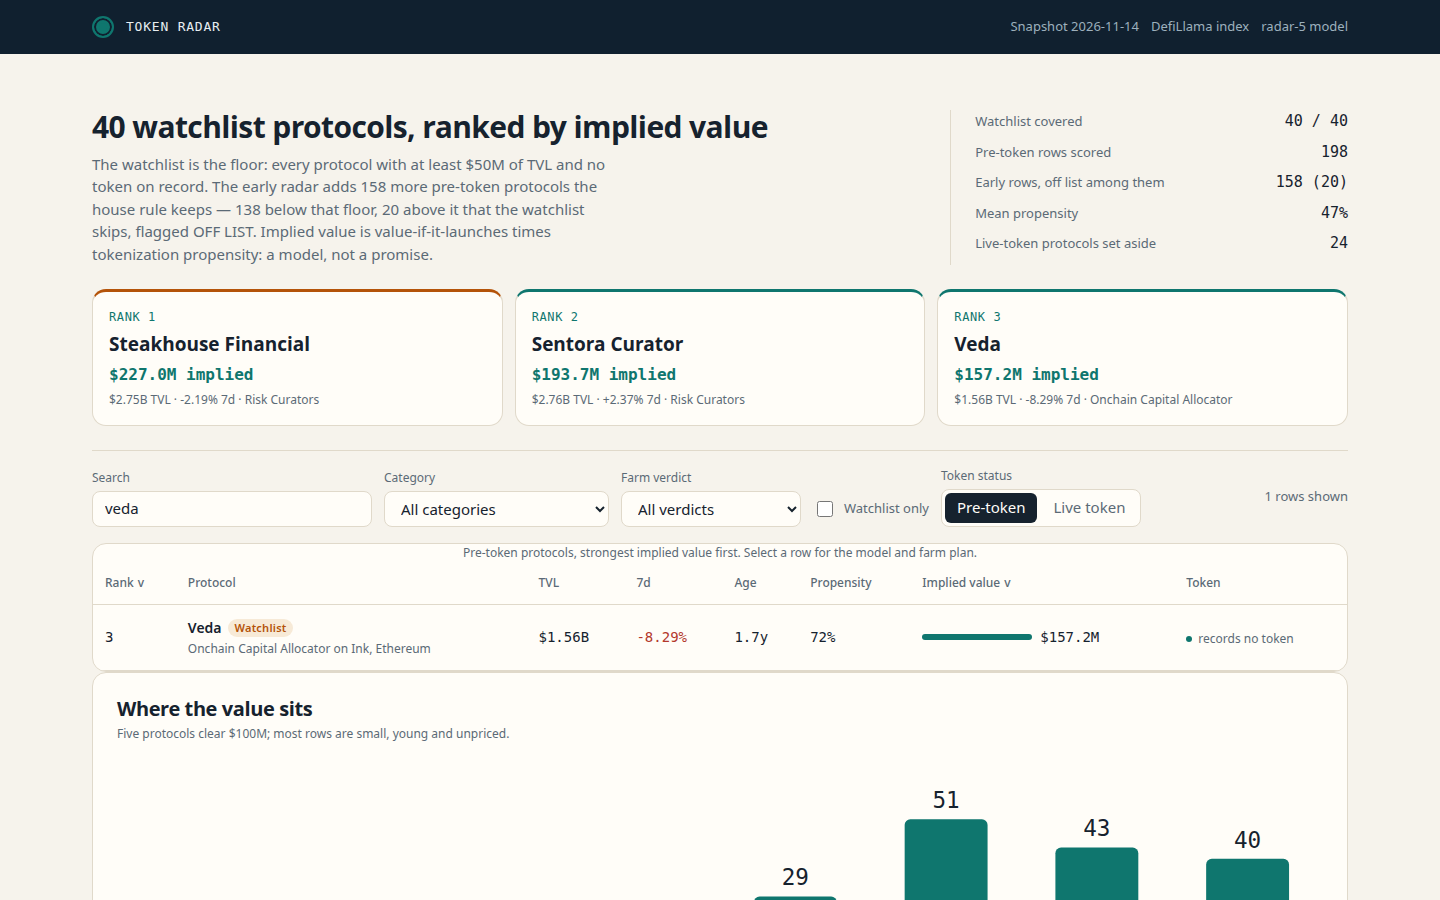 TOKEN RADAR
Snapshot 2026-11-14 DefiLlama index radar-5 model
40 watchlist protocols, ranked by implied value
The watchlist is the floor: every protocol with at least $50M of TVL and no
token on record. The early radar adds 158 more pre-token protocols the
house rule keeps — 138 below that floor, 20 above it that the watchlist
skips, flagged OFF LIST. Implied value is value-if-it-launches times
tokenization propensity: a model, not a promise.
Watchlist covered 40 / 40
Pre-token rows scored 198
Early rows, off list among them 158 (20)
Mean propensity 47%
Live-token protocols set aside 24
RANK 1
Steakhouse Financial
$227.0M implied
$2.75B TVL · -2.19% 7d · Risk Curators
RANK 2
Sentora Curator
$193.7M implied
$2.76B TVL · +2.37% 7d · Risk Curators
RANK 3
Veda
$157.2M implied
$1.56B TVL · -8.29% 7d · Onchain Capital Allocator
Search
veda
Category
All categories
Farm verdict
All verdicts
Watchlist only
Token status
Pre-token Live token
1 rows shown
Pre-token protocols, strongest implied value first. Select a row for the model and farm plan.
Rank v Protocol TVL 7d Age Propensity Implied value v Token
3 Veda Watchlist $1.56B -8.29% 1.7y 72% $157.2M records no token
Onchain Capital Allocator on Ink, Ethereum
Where the value sits
Five protocols clear $100M; most rows are small, young and unpriced.
29
51
43
40